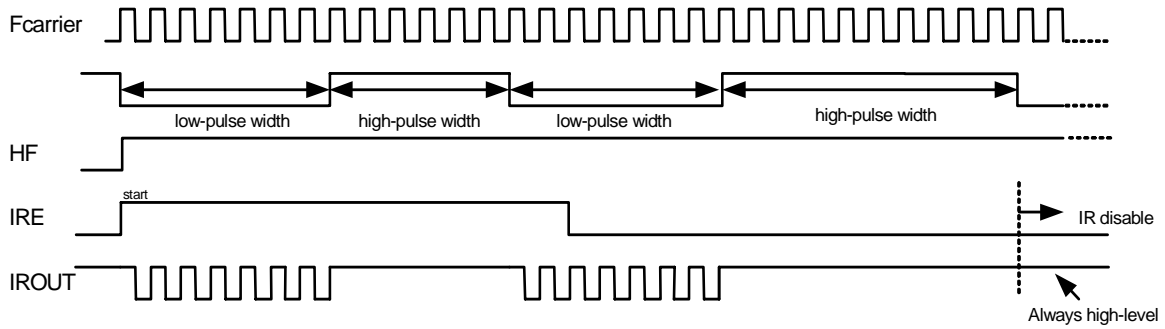 Fcarrier
low-pulse width
high-pulse width
low-pulse width
high-pulse width
HF
start
IRE
IR disable
IROUT
Always high-level